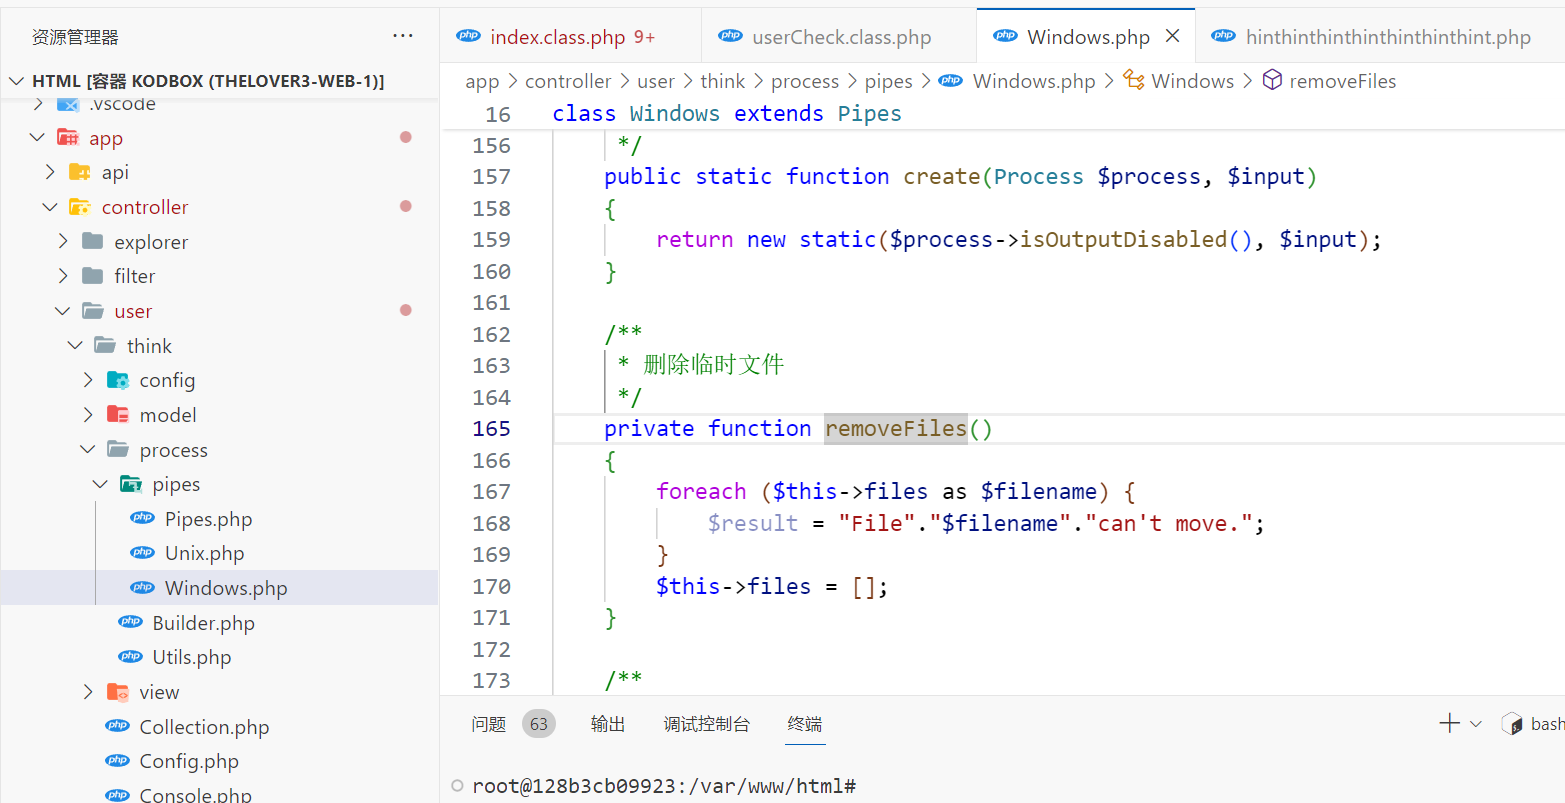 资源管理器
HTML [容器 KODBOX (THELOVER3-WEB-1)]
.vscode
app
api
controller
explorer
filter
user
think
config
model
process
pipes
Pipes.php
Unix.php
Windows.php
Builder.php
Utils.php
view
Collection.php
Config.php
Console.php
index.class.php 9+
userCheck.class.php
Windows.php
hinthinthinthinthinthinthint.php
app > controller > user > think > process > pipes > Windows.php > Windows > removeFiles
16 class Windows extends Pipes
156 */
157 public static function create(Process $process, $input)
158 {
159 return new static($process->isOutputDisabled(), $input);
160 }
161
162 /**
163 * 删除临时文件
164 */
165 private function removeFiles()
166 {
167 foreach ($this->files as $filename) {
168 $result = "File"."$filename"."can't move.";
169 }
170 $this->files = [];
171 }
172
173 /**
问题 63 输出 调试控制台 终端
bash
root@128b3cb09923:/var/www/html#